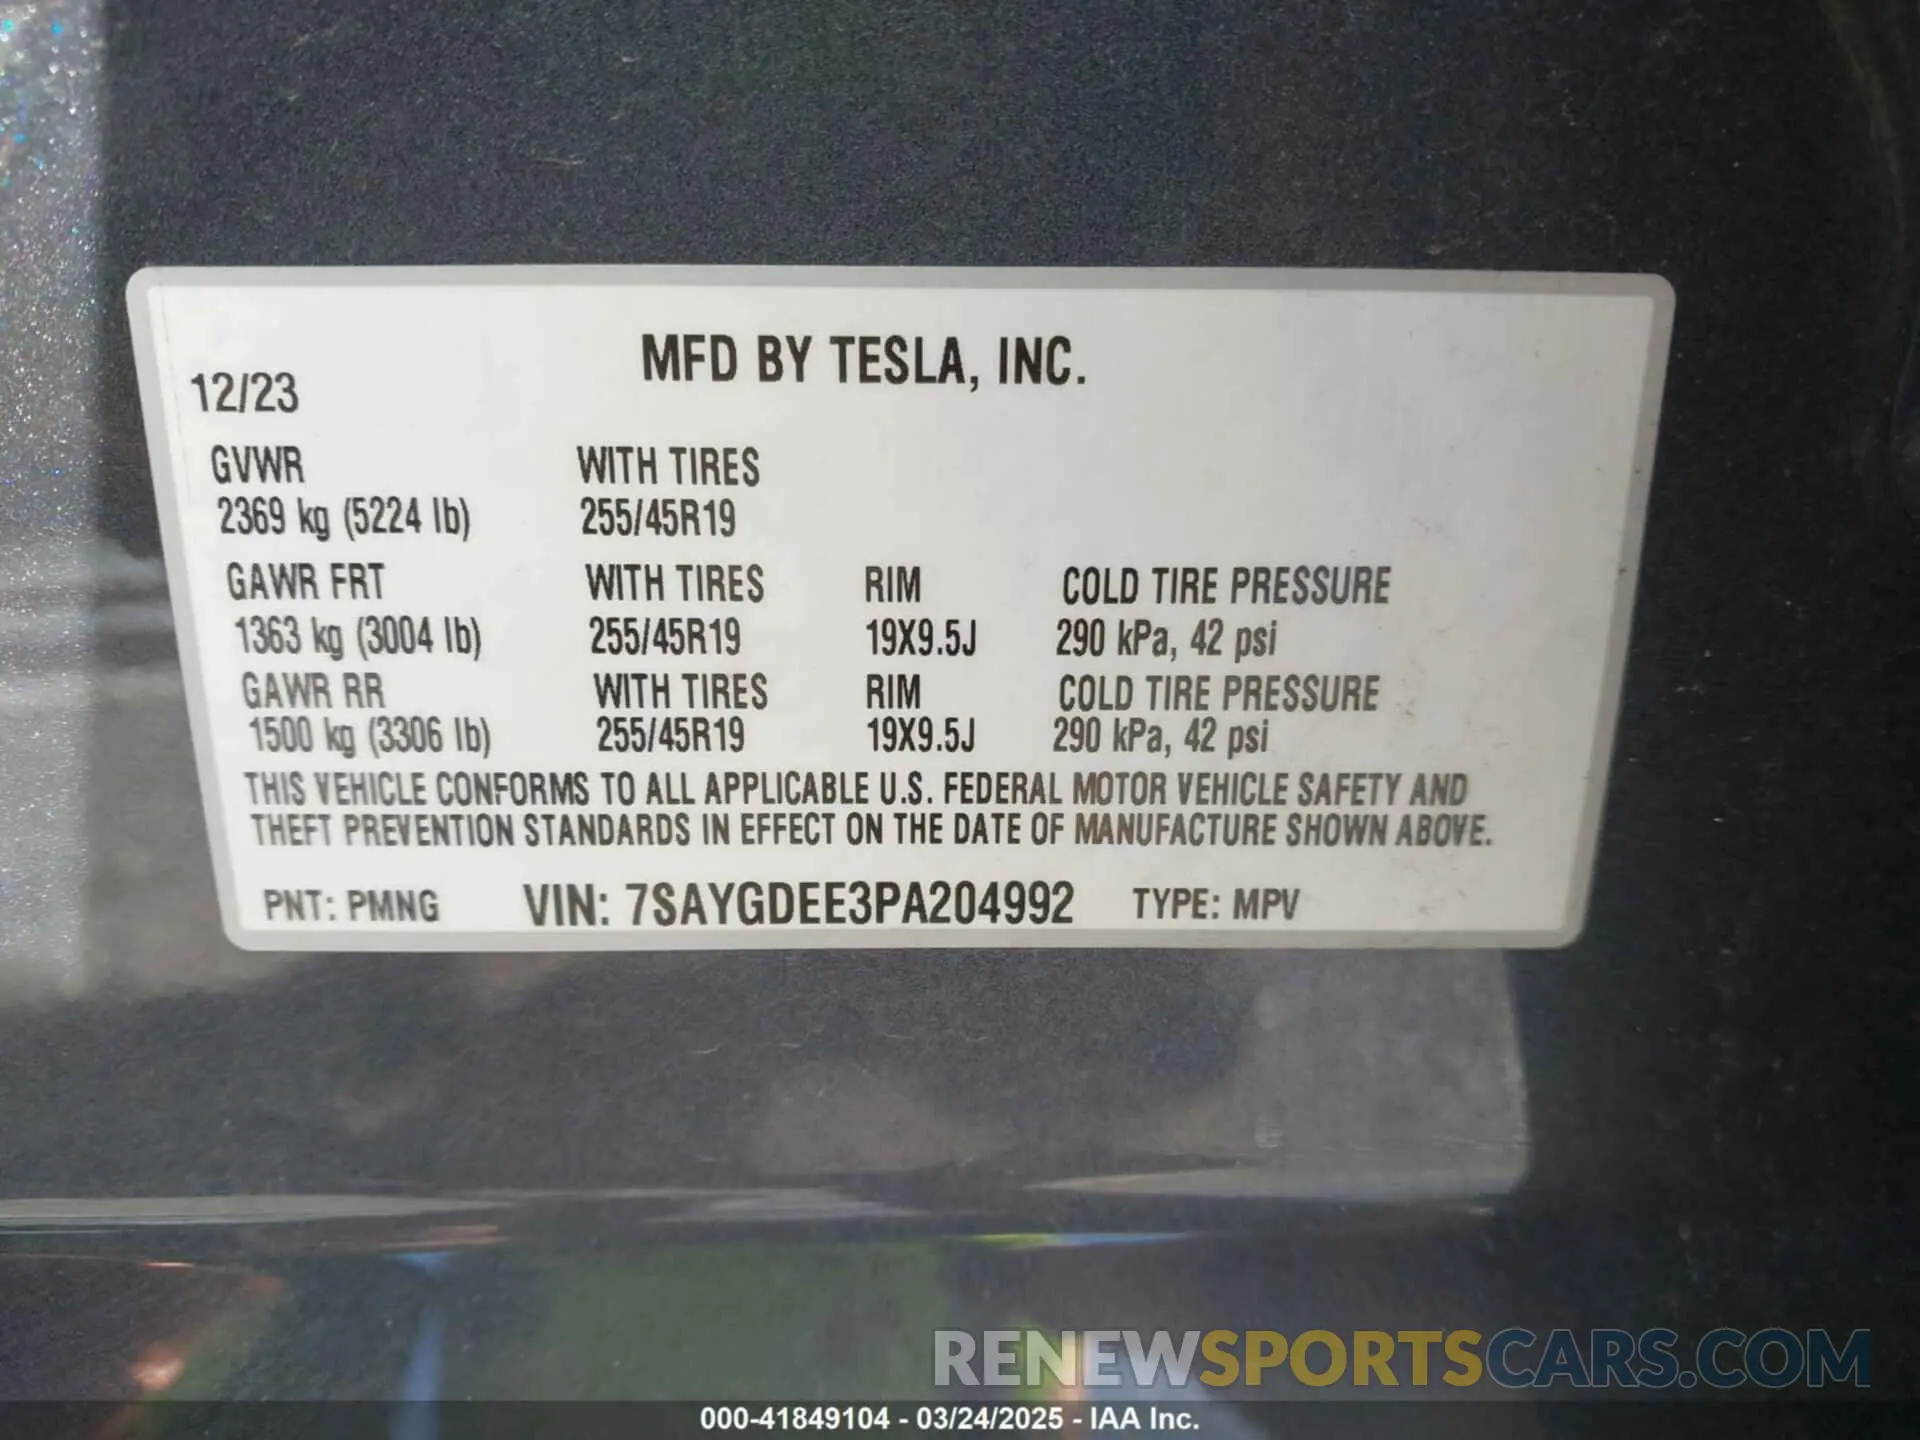 MFD BY TESLA, INC.
12/23
GVWR WITH TIRES
2369 kg (5224 lb) 255/45R19
GAWR FRT WITH TIRES RIM COLD TIRE PRESSURE
1363 kg (3004 lb) 255/45R19 19X9.5J 290 kPa, 42 psi
GAWR RR WITH TIRES RIM COLD TIRE PRESSURE
1500 kg (3306 lb) 255/45R19 19X9.5J 290 kPa, 42 psi
THIS VEHICLE CONFORMS TO ALL APPLICABLE U.S. FEDERAL MOTOR VEHICLE SAFETY AND
THEFT PREVENTION STANDARDS IN EFFECT ON THE DATE OF MANUFACTURE SHOWN ABOVE.
PNT: PMNG VIN: 7SAYGDEE3PA204992 TYPE: MPV
RENEWSPORTSCARS.COM
000-41849104 - 03/24/2025 - IAA Inc.